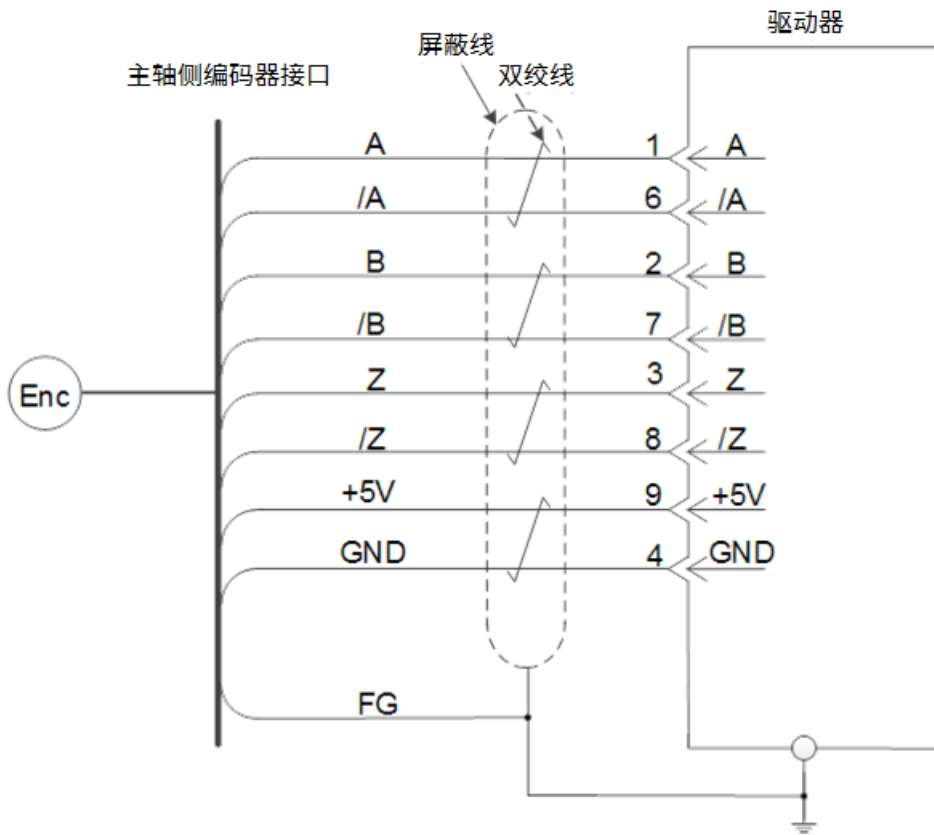 驱动器
屏蔽线
主轴侧编码器接口
双绞线
A 1 A
/A 6 /A
B 2 B
/B 7 /B
Z 3 Z
Enc
/Z 8 /Z
+5V 9 +5V
GND 4 GND
FG